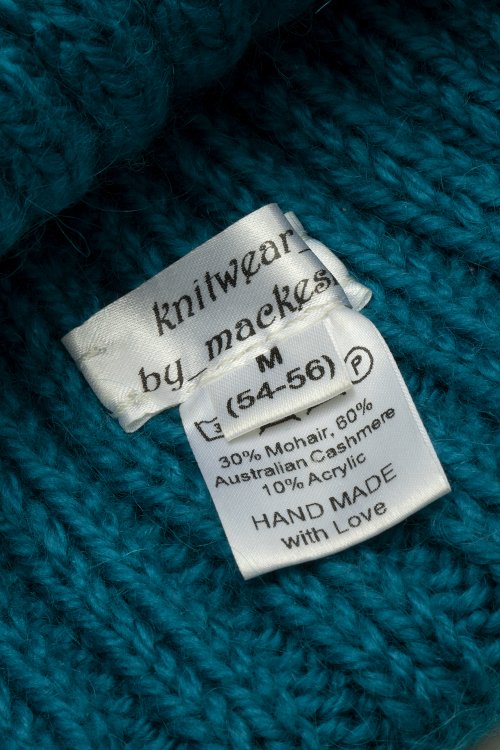 knitwear_
by_mackes
M
(54-56)
P
30% Mohair, 60%
Australian Cashmere
10% Acrylic
HAND MADE
with Love